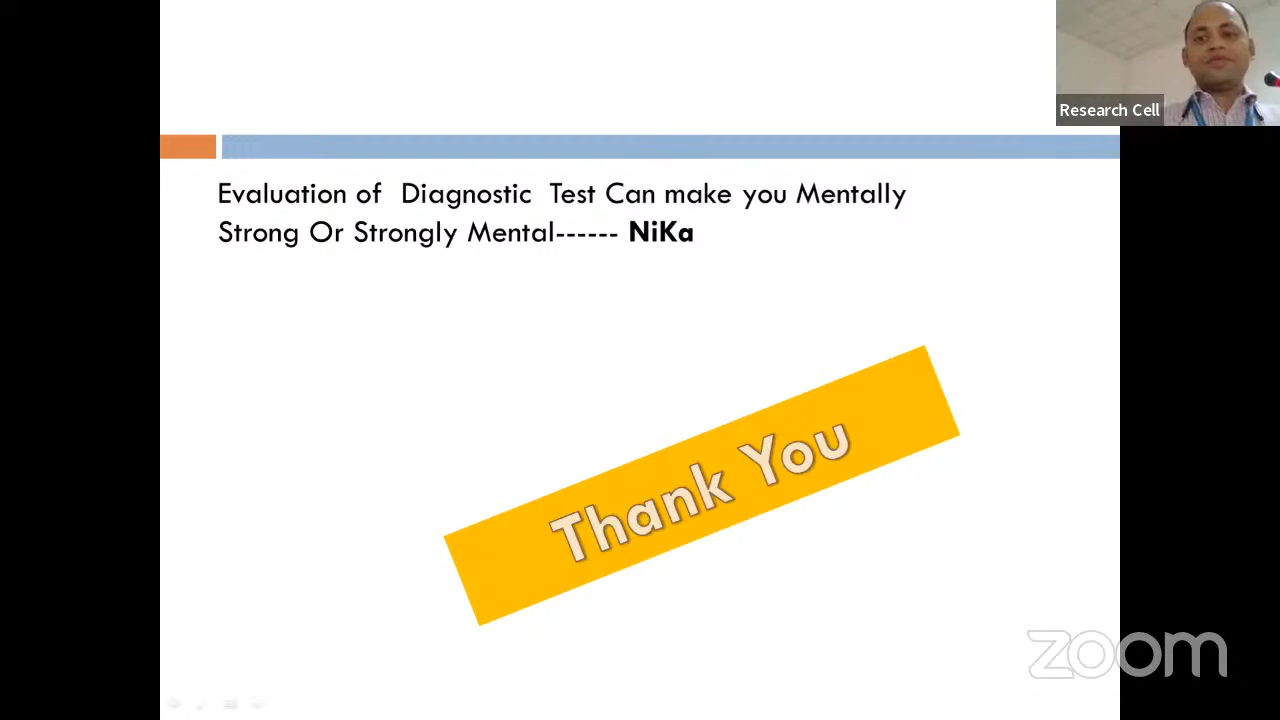 Research Cell
Evaluation of Diagnostic Test Can make you Mentally
Strong Or Strongly Mental------ NiKa
Thank You
zoom